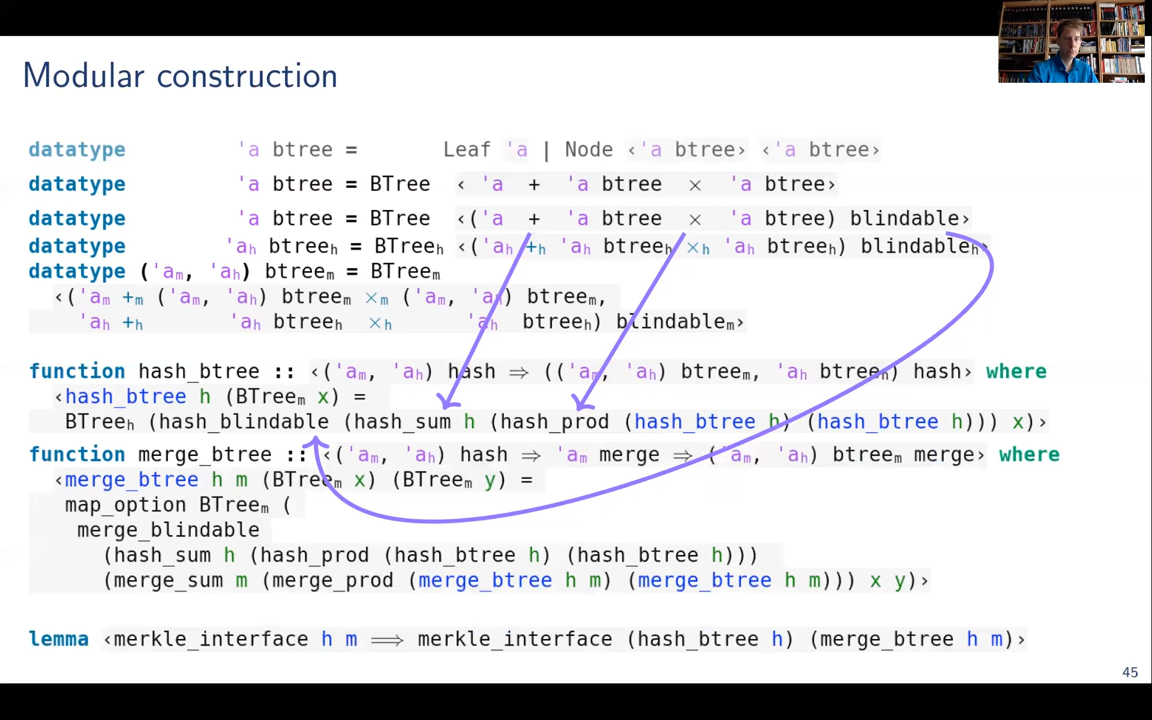 Modular construction
datatype 'a btree = Leaf 'a | Node ‹'a btree› ‹'a btree›
datatype 'a btree = BTree ‹ 'a + 'a btree × 'a btree›
datatype 'a btree = BTree ‹('a + 'a btree × 'a btree) blindable›
datatype 'aₕ btreeₕ = BTreeₕ ‹('aₕ +ₕ 'aₕ btreeₕ ×ₕ 'aₕ btreeₕ) blindableₕ›
datatype ('aₘ, 'aₕ) btreeₘ = BTreeₘ
‹('aₘ +ₘ ('aₘ, 'aₕ) btreeₘ ×ₘ ('aₘ, 'aₕ) btreeₘ,
'aₕ +ₕ 'aₕ btreeₕ ×ₕ 'aₕ btreeₕ) blindableₘ›
function hash_btree :: ‹('aₘ, 'aₕ) hash ⇒ (('aₘ, 'aₕ) btreeₘ, 'aₕ btreeₕ) hash› where
‹hash_btree h (BTreeₘ x) =
BTreeₕ (hash_blindable (hash_sum h (hash_prod (hash_btree h) (hash_btree h))) x)›
function merge_btree :: ‹('aₘ, 'aₕ) hash ⇒ 'aₘ merge ⇒ ('aₘ, 'aₕ) btreeₘ merge› where
‹merge_btree h m (BTreeₘ x) (BTreeₘ y) =
map_option BTreeₘ (
merge_blindable
(hash_sum h (hash_prod (hash_btree h) (hash_btree h)))
(merge_sum m (merge_prod (merge_btree h m) (merge_btree h m))) x y)›
lemma ‹merkle_interface h m ⟹ merkle_interface (hash_btree h) (merge_btree h m)›
45